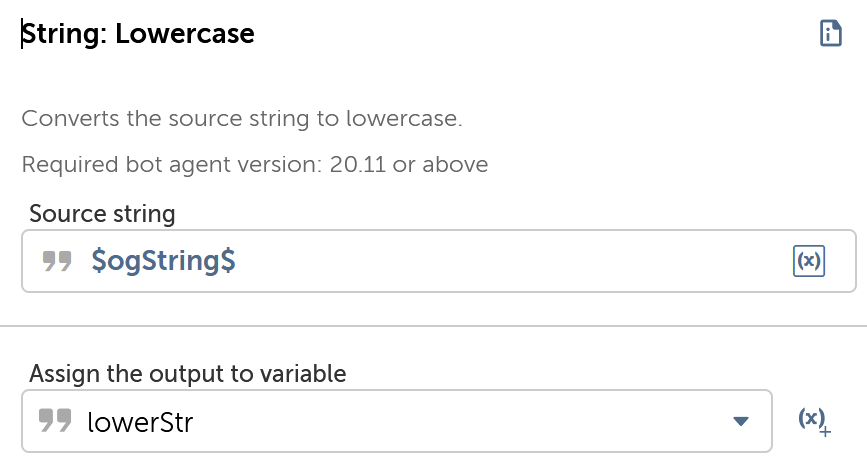 String: Lowercase
Converts the source string to lowercase.
Required bot agent version: 20.11 or above
Source string
$ogString$ (x)
Assign the output to variable
lowerStr (x)+